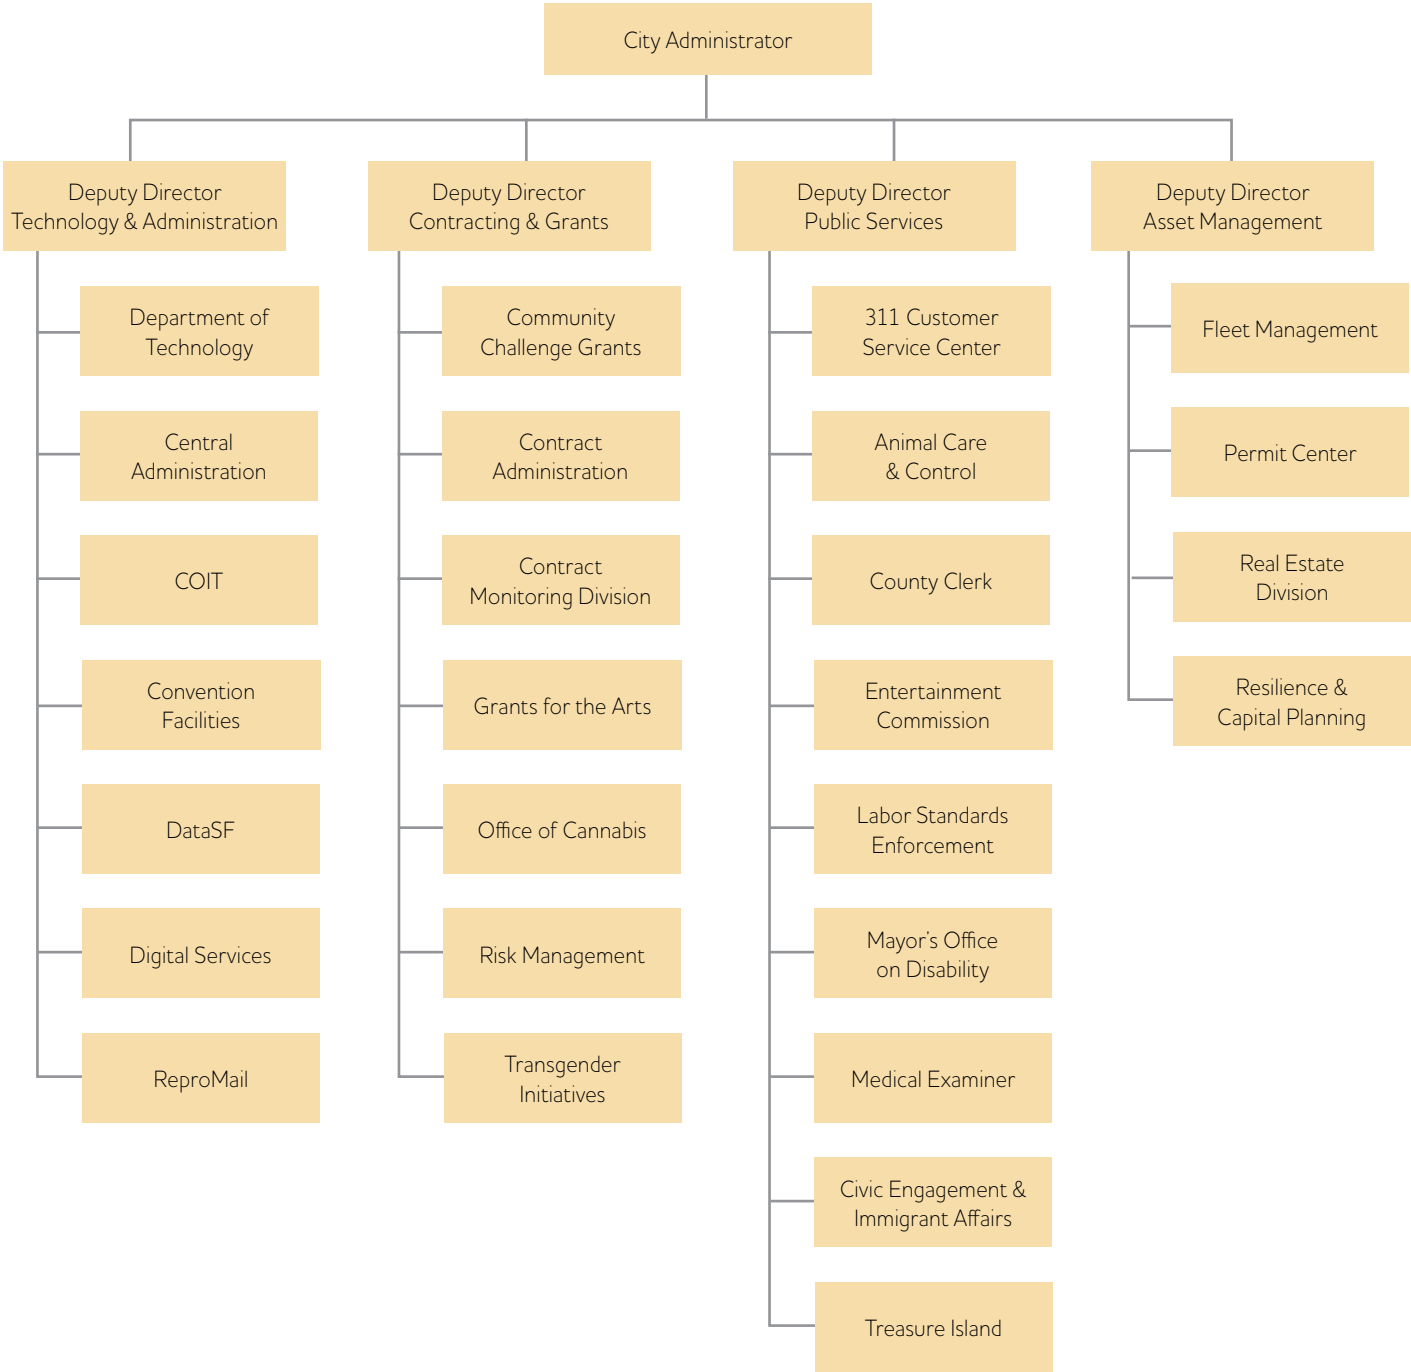 City Administrator
Deputy Director
Technology & Administration
Department of
Technology
Central
Administration
COIT
Convention
Facilities
DataSF
Digital Services
ReproMail
Deputy Director
Contracting & Grants
Community
Challenge Grants
Contract
Administration
Contract
Monitoring Division
Grants for the Arts
Office of Cannabis
Risk Management
Transgender
Initiatives
Deputy Director
Public Services
311 Customer
Service Center
Animal Care
& Control
County Clerk
Entertainment
Commission
Labor Standards
Enforcement
Mayor's Office
on Disability
Medical Examiner
Civic Engagement &
Immigrant Affairs
Treasure Island
Deputy Director
Asset Management
Fleet Management
Permit Center
Real Estate
Division
Resilience &
Capital Planning